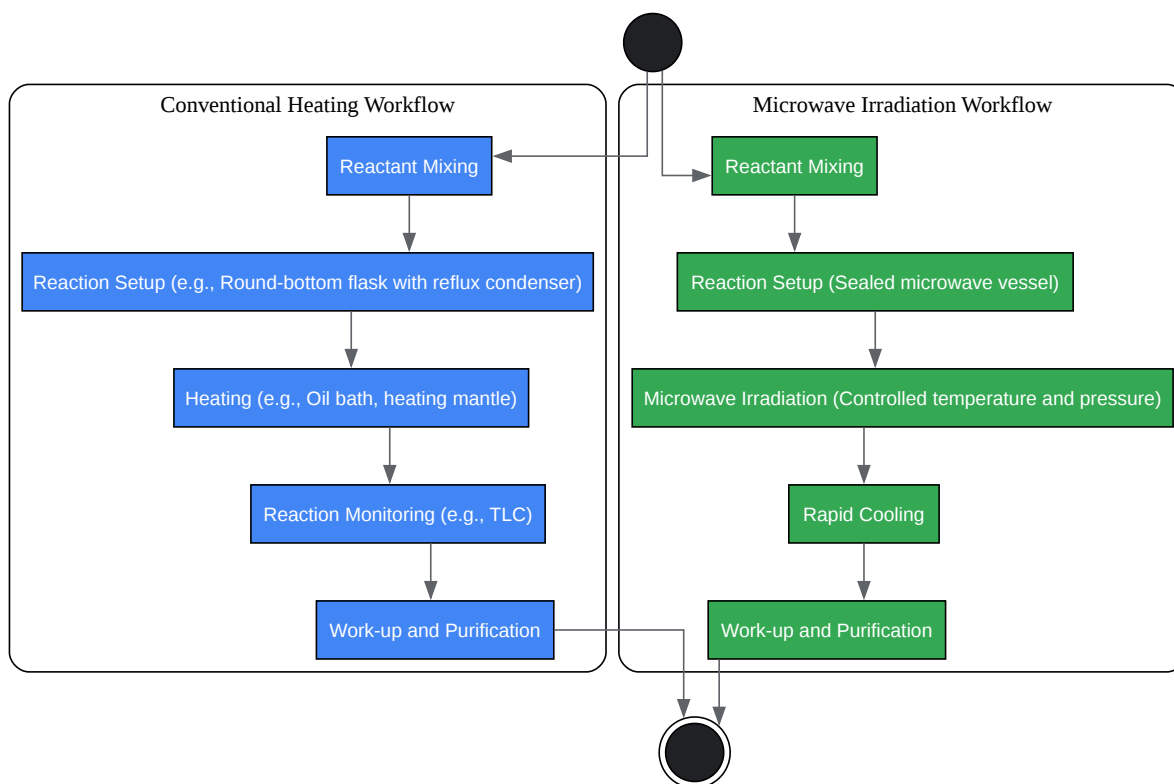 Conventional Heating Workflow
Reactant Mixing
Reaction Setup (e.g., Round-bottom flask with reflux condenser)
Heating (e.g., Oil bath, heating mantle)
Reaction Monitoring (e.g., TLC)
Work-up and Purification
Microwave Irradiation Workflow
Reactant Mixing
Reaction Setup (Sealed microwave vessel)
Microwave Irradiation (Controlled temperature and pressure)
Rapid Cooling
Work-up and Purification